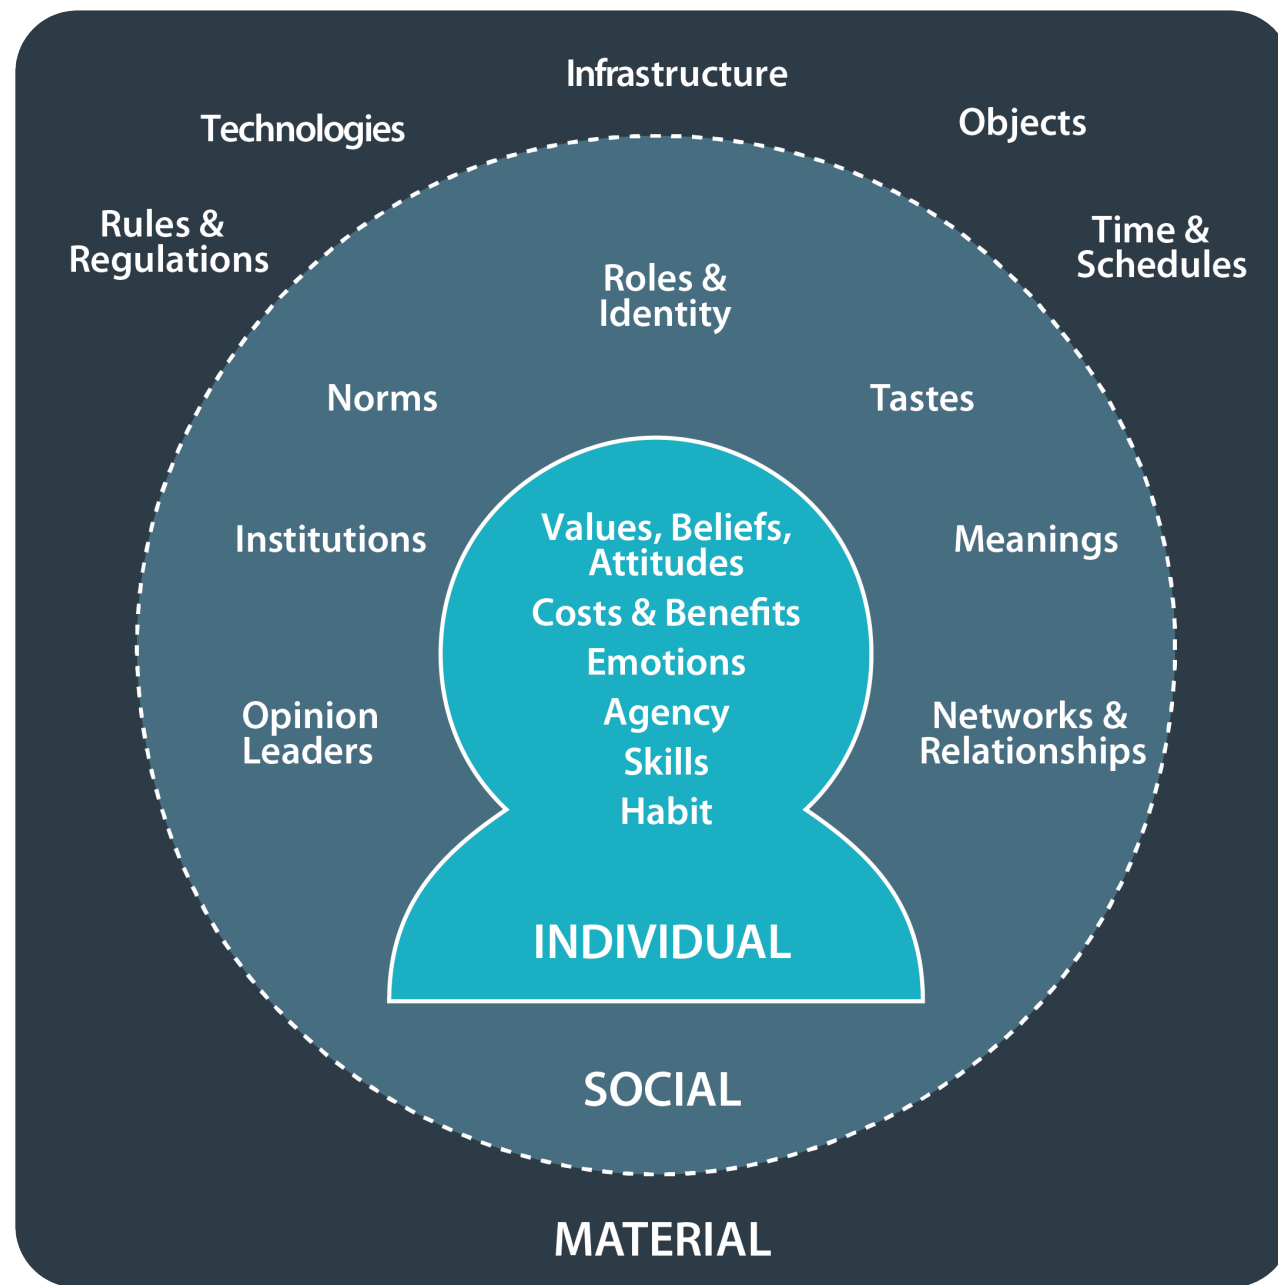 Infrastructure
Technologies
Objects
Rules &
Regulations
Time &
Schedules
Roles &
Identity
Norms
Tastes
Institutions
Meanings
Opinion
Leaders
Networks &
Relationships
Values, Beliefs,
Attitudes
Costs & Benefits
Emotions
Agency
Skills
Habit
INDIVIDUAL
SOCIAL
MATERIAL